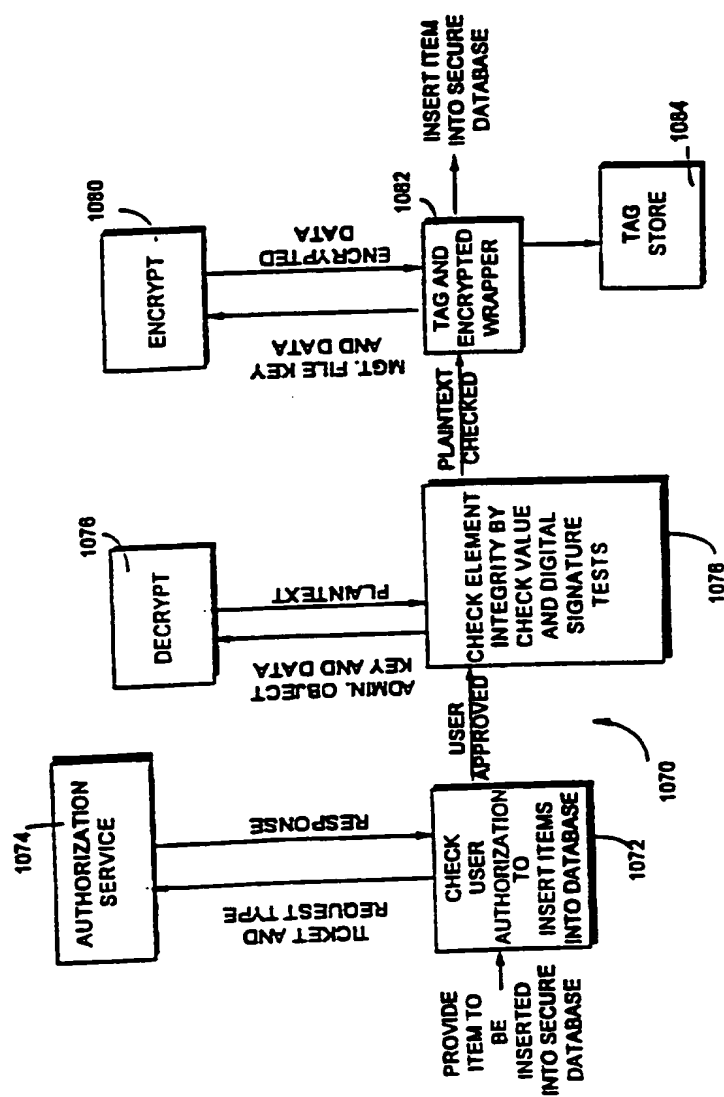 1074
AUTHORIZATION
SERVICE
TICKET AND
REQUEST TYPE
RESPONSE
PROVIDE
ITEM TO
BE
INSERTED
INTO SECURE
DATABASE
CHECK
USER
AUTHORIZATION
TO
INSERT ITEMS
INTO DATABASE
1072
USER
APPROVED
1070
1076
DECRYPT
ADMIN. OBJECT
KEY AND DATA
PLAINTEXT
CHECK ELEMENT
INTEGRITY BY
CHECK VALUE
AND DIGITAL
SIGNATURE
TESTS
1078
PLAINTEXT
CHECKED
1080
ENCRYPT
MGT. FILE KEY
AND DATA
ENCRYPTED
DATA
1082
TAG AND
ENCRYPTED
WRAPPER
INSERT ITEM
INTO SECURE
DATABASE
TAG
STORE
1084